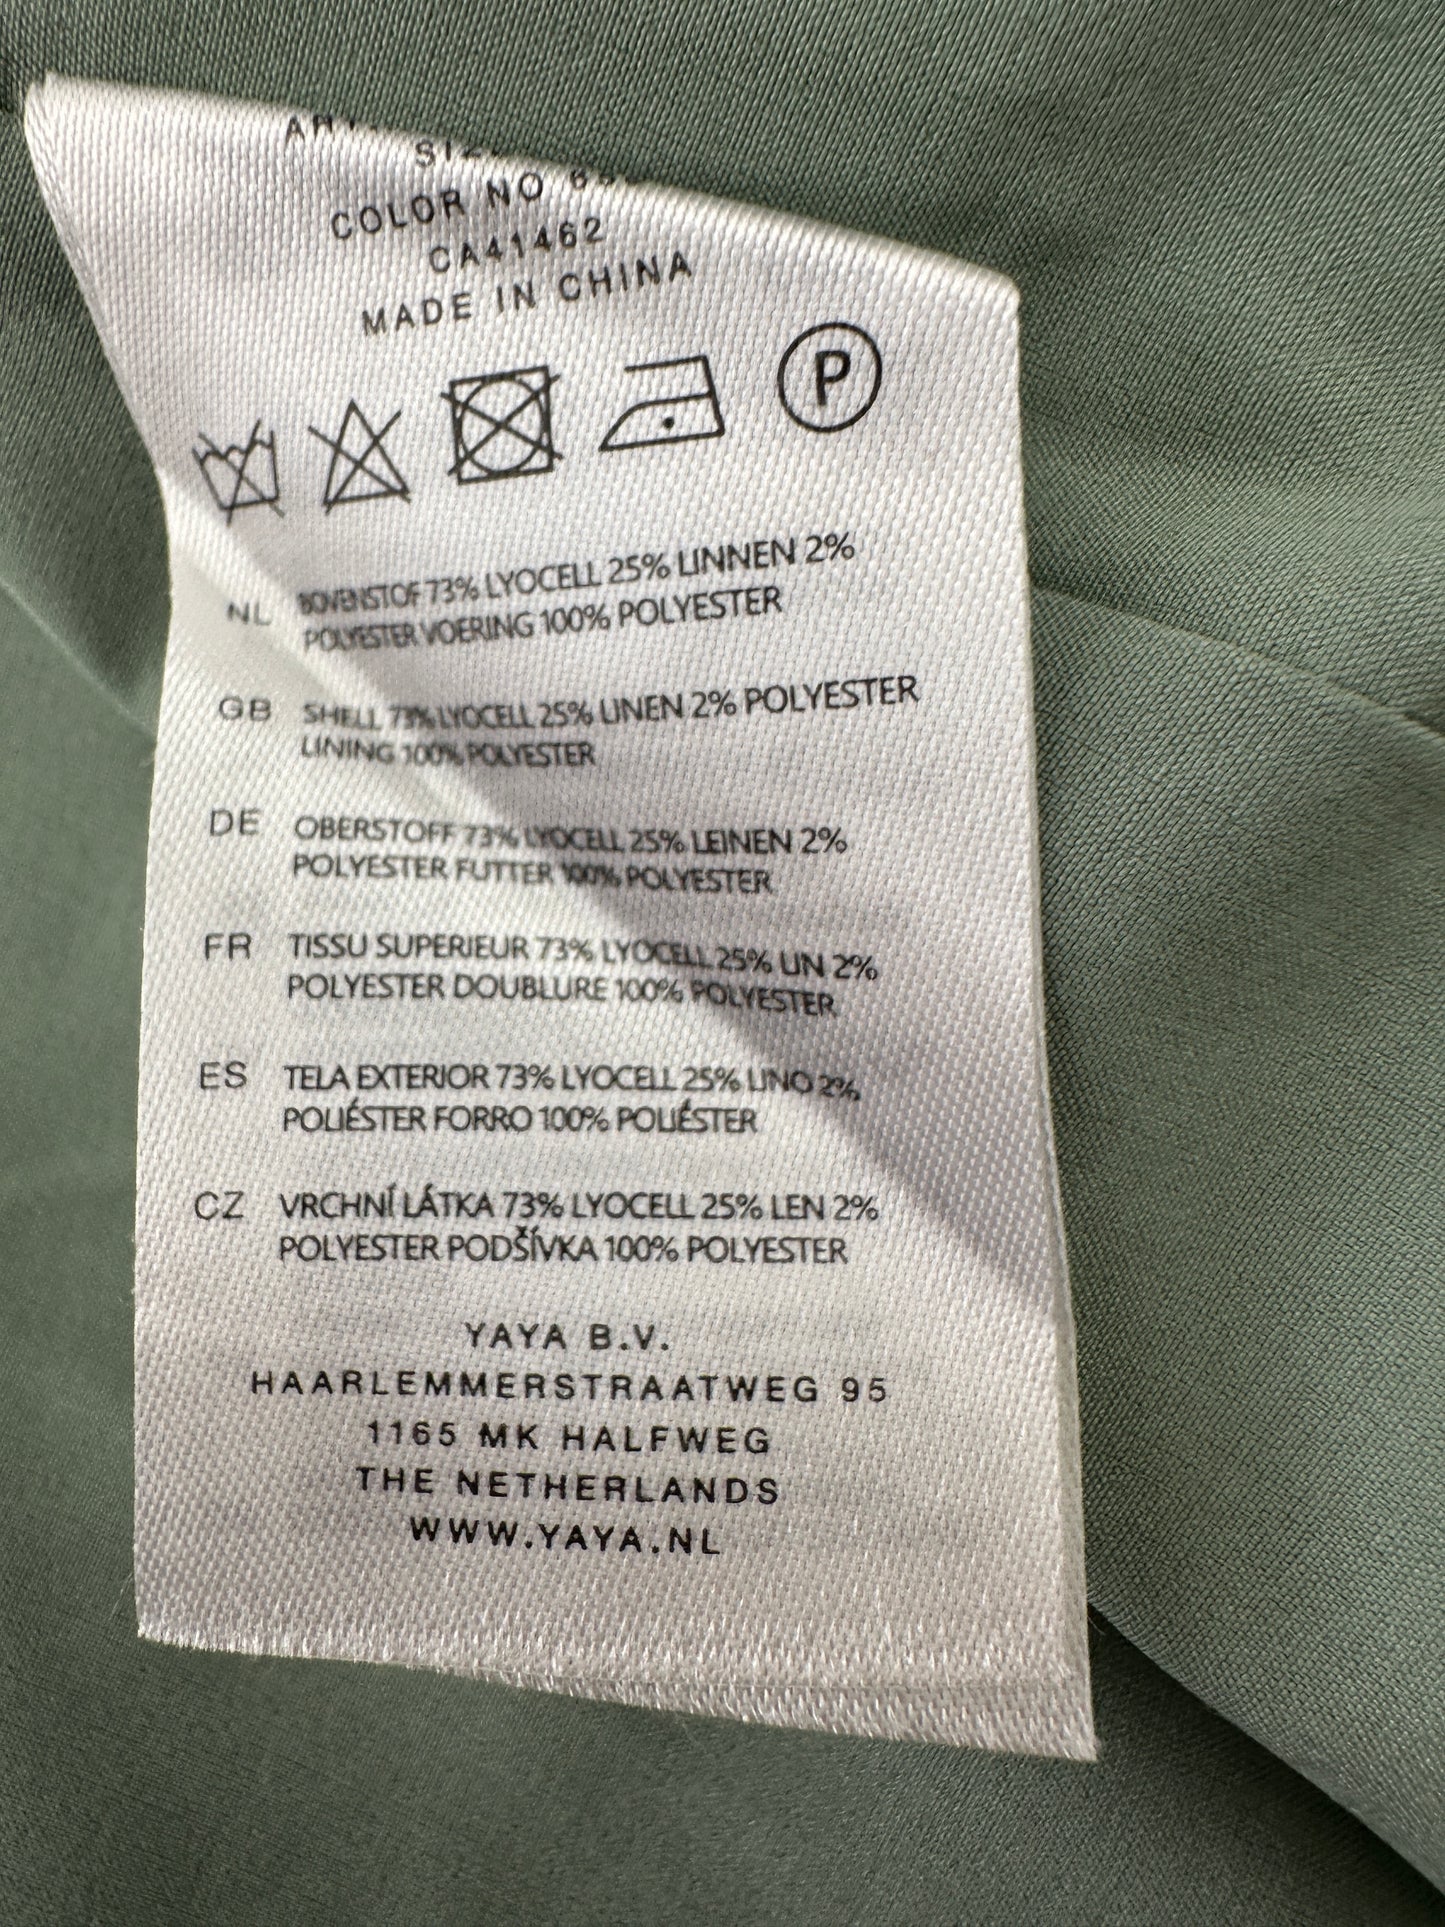 COLOR NO
CA41462
MADE IN CHINA
P
NL BOVENSTOF 73% LYOCELL 25% LINNEN 2%
POLYESTER VOERING 100% POLYESTER
GB SHELL 73% LYOCELL 25% LINEN 2% POLYESTER
LINING 100% POLYESTER
DE OBERSTOFF 73% LYOCELL 25% LEINEN 2%
POLYESTER FUTTER 100% POLYESTER
FR TISSU SUPERIEUR 73% LYOCELL 25% LIN 2%
POLYESTER DOUBLURE 100% POLYESTER
ES TELA EXTERIOR 73% LYOCELL 25% LINO 2%
POLIÉSTER FORRO 100% POLIÉSTER
CZ VRCHNÍ LÁTKA 73% LYOCELL 25% LEN 2%
POLYESTER PODŠÍVKA 100% POLYESTER
YAYA B.V.
HAARLEMMERSTRAATWEG 95
1165 MK HALFWEG
THE NETHERLANDS
WWW.YAYA.NL